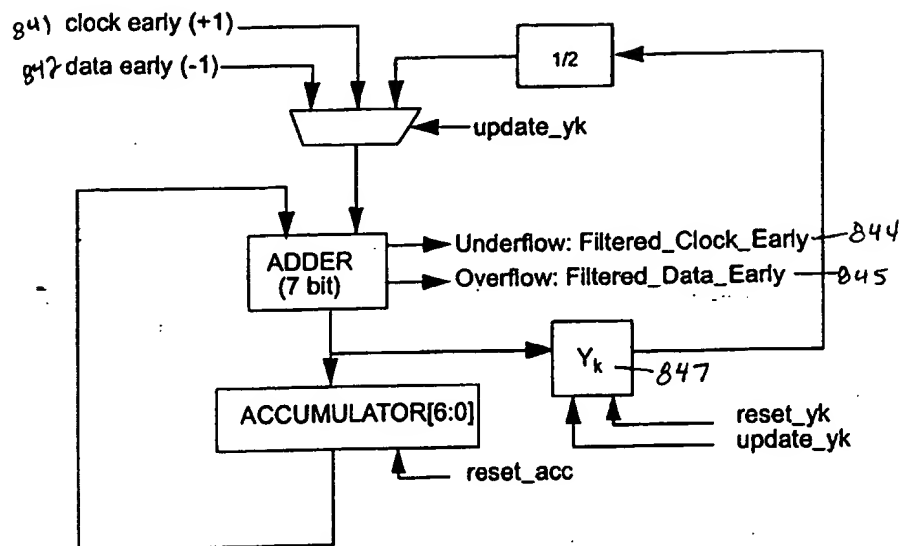 841 clock early (+1)
842 data early (-1)
1/2
update_yk
ADDER
(7 bit)
Underflow: Filtered_Clock_Early 844
Overflow: Filtered_Data_Early 845
Yk 847
ACCUMULATOR[6:0]
reset_yk
update_yk
reset_acc